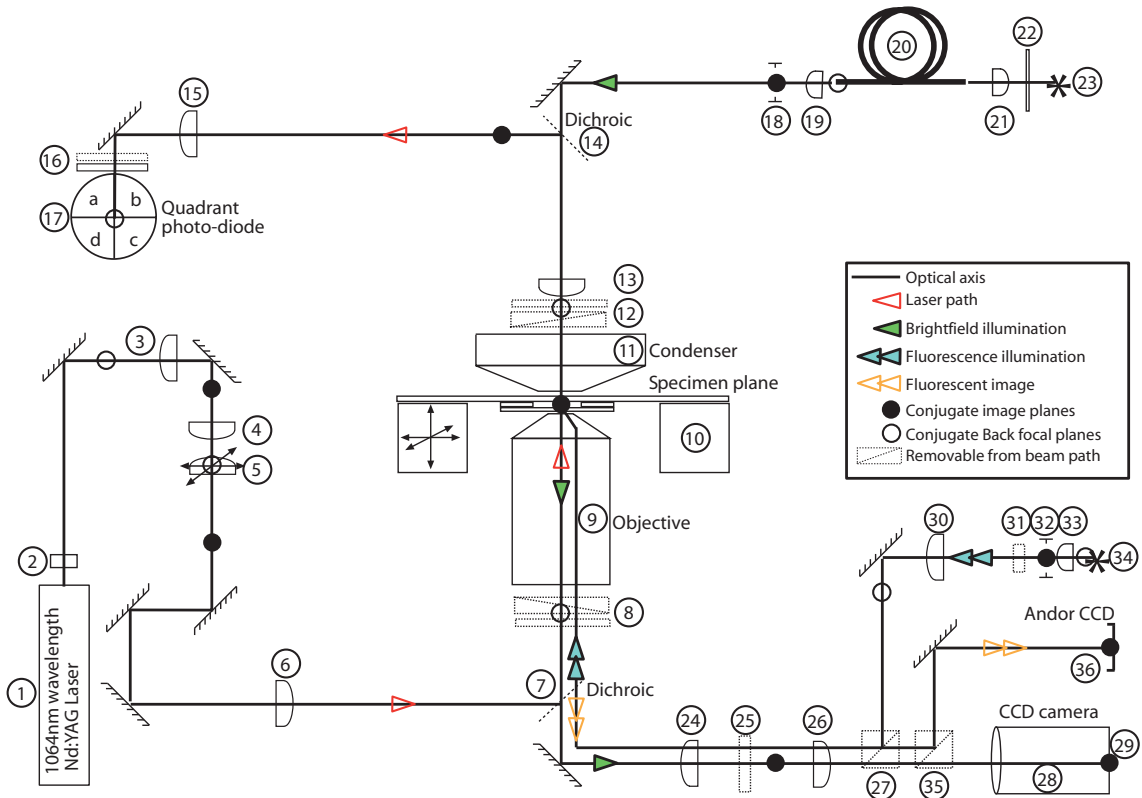 22
20
23
15
18
19
21
Dichroic
14
16
a
b
17
Quadrant
photo-diode
d
c
13
Optical axis
12
Laser path
3
Brightfield illumination
11
Condenser
Fluorescence illumination
Specimen plane
Fluorescent image
Conjugate image planes
4
10
Conjugate Back focal planes
5
Removable from beam path
9
Objective
30
31
32
33
2
34
8
Andor CCD
1064nm wavelength
Nd:YAG Laser
1
6
7
Dichroic
36
24
25
26
CCD camera
29
27
35
28